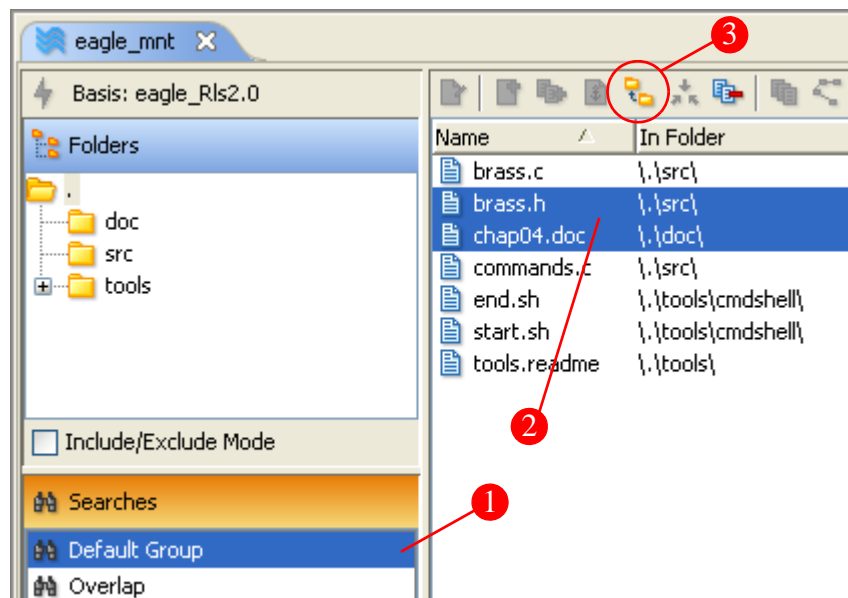 eagle_mnt
3
Basis: eagle_Rls2.0
Folders
.
doc
src
tools
Include/Exclude Mode
Searches
1
Default Group
Overlap
Name In Folder
brass.c \.\src\
brass.h \.\src\
chap04.doc \.\doc\
commands.c \.\src\
end.sh \.\tools\cmdshell\
start.sh \.\tools\cmdshell\
tools.readme \.\tools\
2